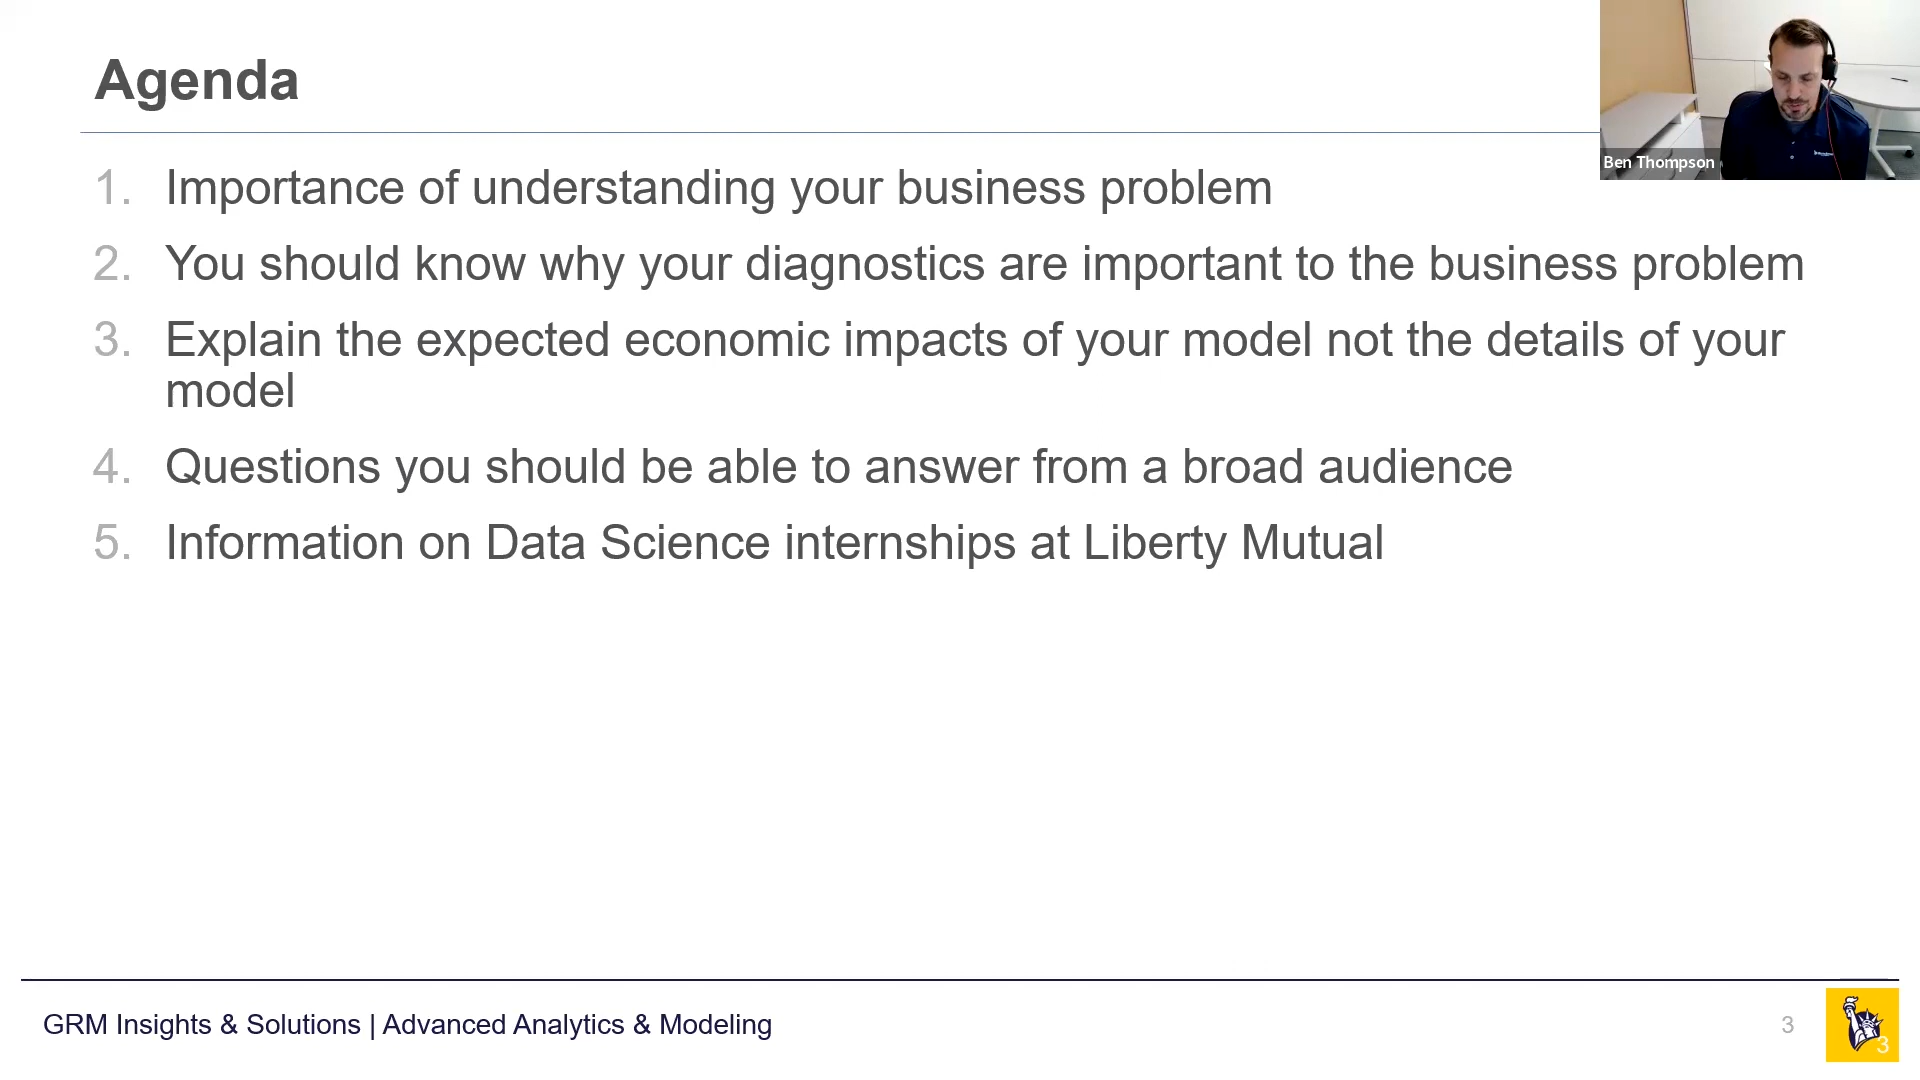 Agenda
Ben Thompson
1. Importance of understanding your business problem
2. You should know why your diagnostics are important to the business problem
3. Explain the expected economic impacts of your model not the details of your
model
4. Questions you should be able to answer from a broad audience
5. Information on Data Science internships at Liberty Mutual
GRM Insights & Solutions | Advanced Analytics & Modeling
3
3